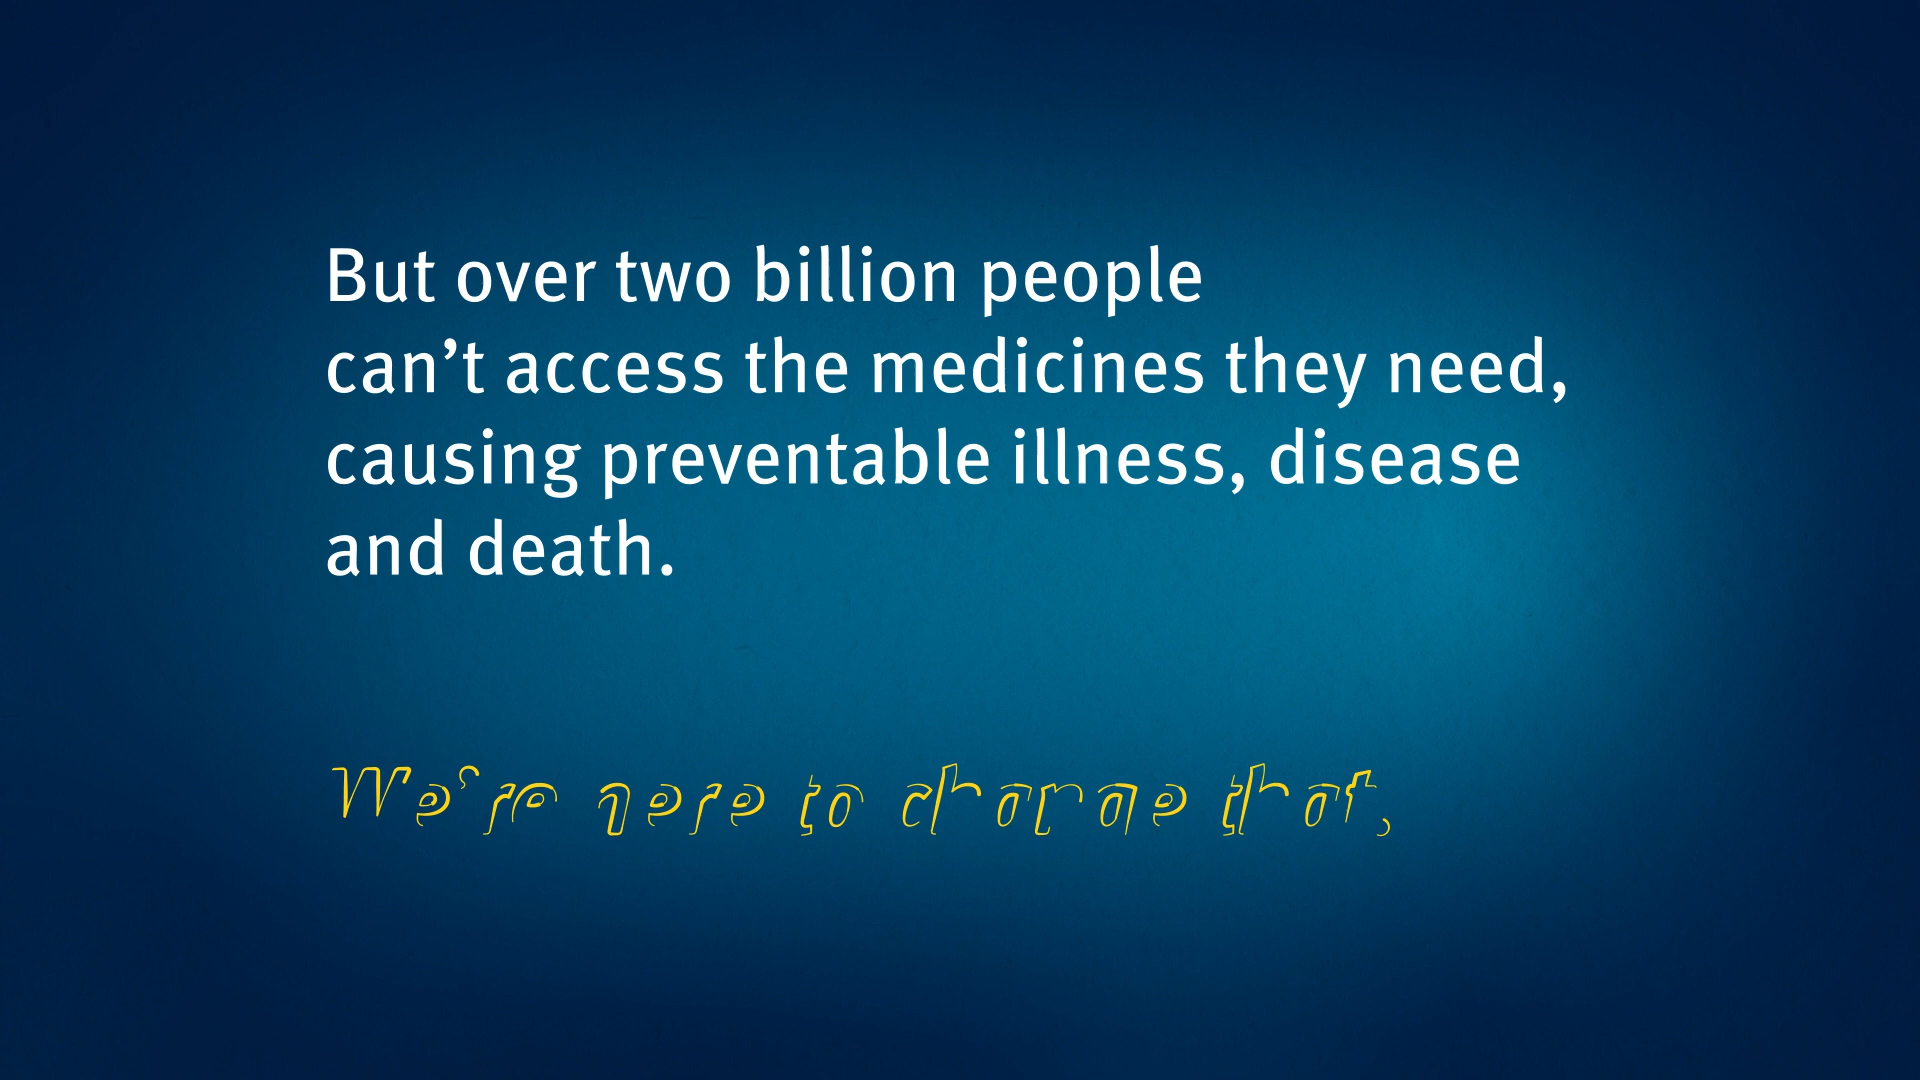 But over two billion people
can’t access the medicines they need,
causing preventable illness, disease
and death.
We’re here to change that.